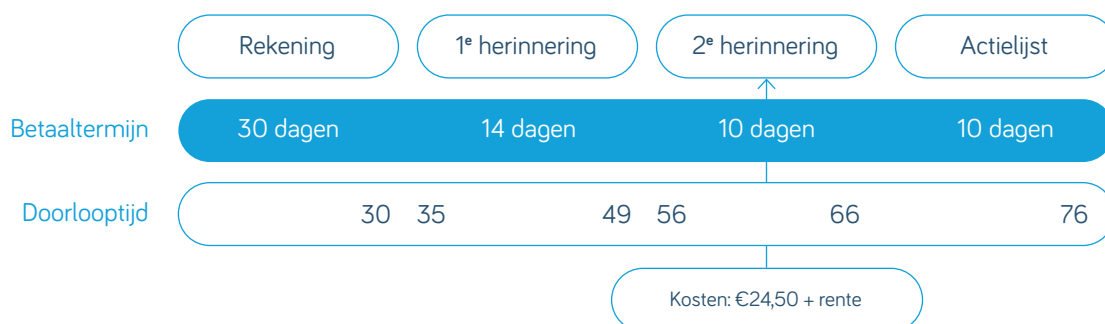 Rekening 1e herinnering 2e herinnering Actielijst
Betaaltermijn 30 dagen 14 dagen 10 dagen 10 dagen
Doorlooptijd 30 35 49 56 66 76
Kosten: €24,50 + rente